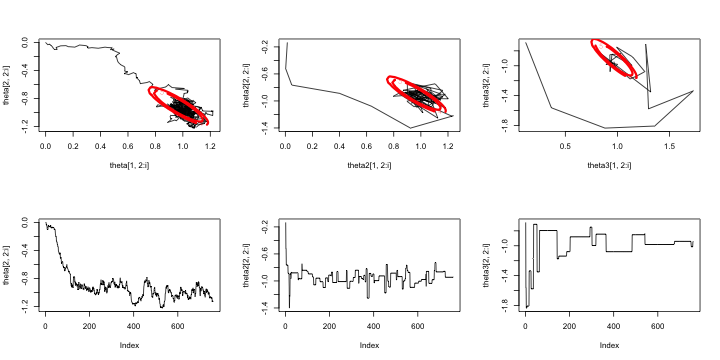 theta[2, 2:i]
0.0
-0.4
-0.8
-1.2
0.0 0.2 0.4 0.6 0.8 1.0 1.2
theta[1, 2:i]
theta2[2, 2:i]
-0.2
-0.6
-1.0
-1.4
0.0 0.2 0.4 0.6 0.8 1.0 1.2
theta2[1, 2:i]
theta3[2, 2:i]
-1.0
-1.4
-1.8
0.5 1.0 1.5
theta3[1, 2:i]
theta[2, 2:i]
0.0
-0.4
-0.8
-1.2
0 200 400 600
Index
theta2[2, 2:i]
-0.2
-0.6
-1.0
-1.4
0 200 400 600
Index
theta3[2, 2:i]
-1.0
-1.4
-1.8
0 200 400 600
Index